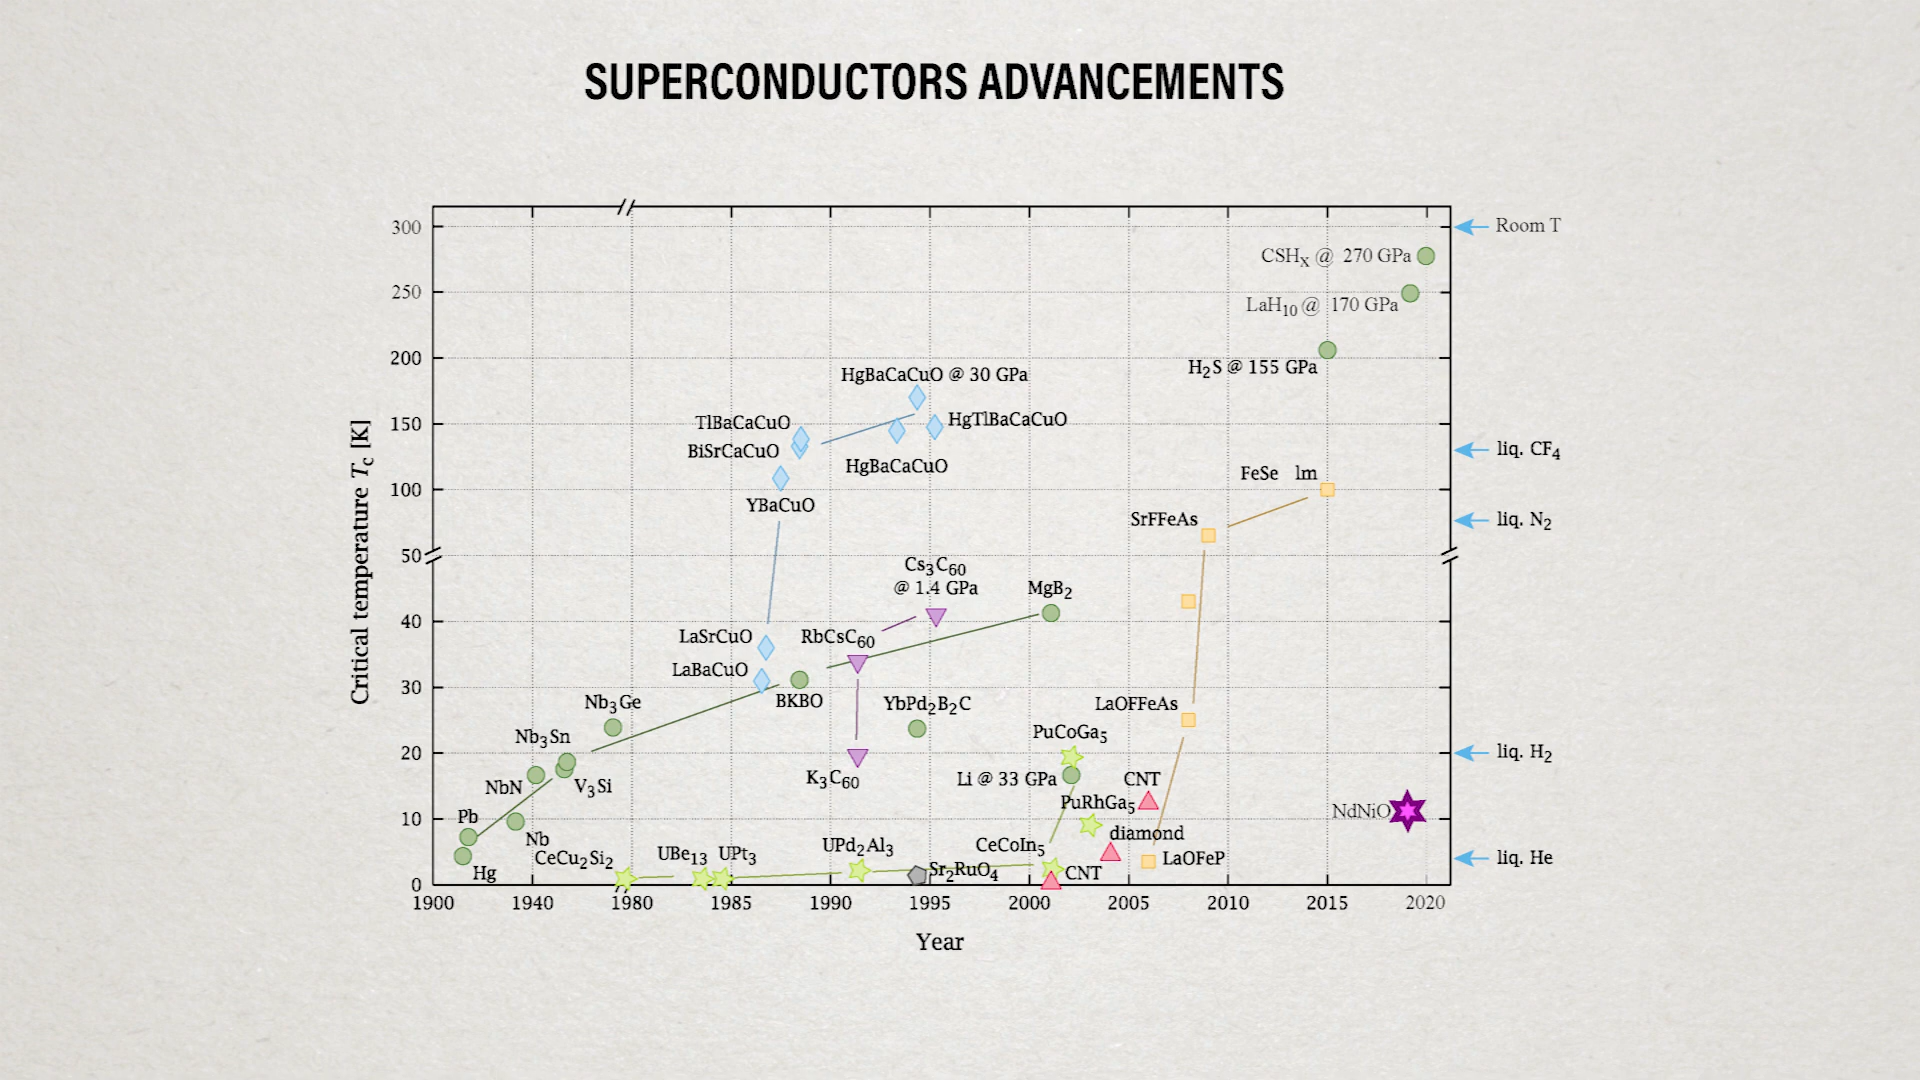 SUPERCONDUCTORS ADVANCEMENTS
300
Room T
CSHx @ 270 GPa
250
LaH10 @ 170 GPa
200
H2S @ 155 GPa
HgBaCaCuO @ 30 GPa
150
TlBaCaCuO
HgTlBaCaCuO
BiSrCaCuO
liq. CF4
HgBaCaCuO
FeSe lm
100
YBaCuO
SrFFeAs
liq. N2
50
Cs3C60
@ 1.4 GPa
MgB2
40
LaSrCuO
RbCsC60
LaBaCuO
30
BKBO
Nb3Ge
YbPd2B2C
LaOFFeAs
Nb3Sn
PuCoGa5
20
liq. H2
NbN
V3Si
K3C60
Li @ 33 GPa
CNT
PuRhGa5
Pb
10
NdNiO
Nb
diamond
CeCu2Si2
UBe13
UPt3
UPd2Al3
CeCoIn5
LaOFeP
liq. He
Hg
Sr2RuO4
CNT
0
Critical temperature Tc [K]
1900 1940 1980 1985 1990 1995 2000 2005 2010 2015 2020
Year